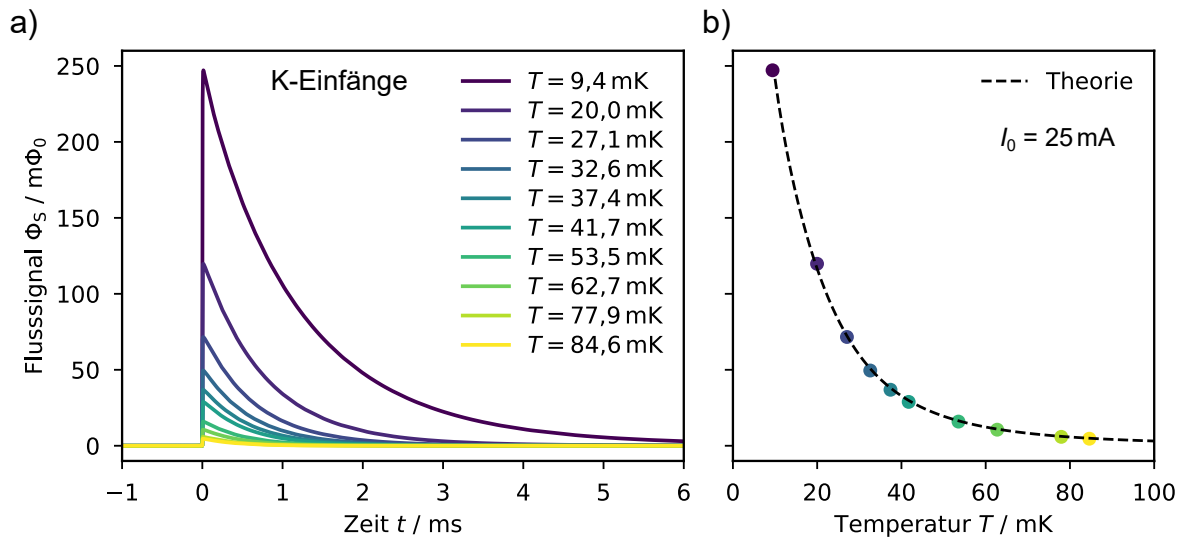 a)
K-Einfänge
T = 9,4 mK
T = 20,0 mK
T = 27,1 mK
T = 32,6 mK
T = 37,4 mK
T = 41,7 mK
T = 53,5 mK
T = 62,7 mK
T = 77,9 mK
T = 84,6 mK
Flusssignal Φ_S / mΦ_0
250
200
150
100
50
0
−1 0 1 2 3 4 5 6
Zeit t / ms
b)
Theorie
I_0 = 25 mA
0 20 40 60 80 100
Temperatur T / mK